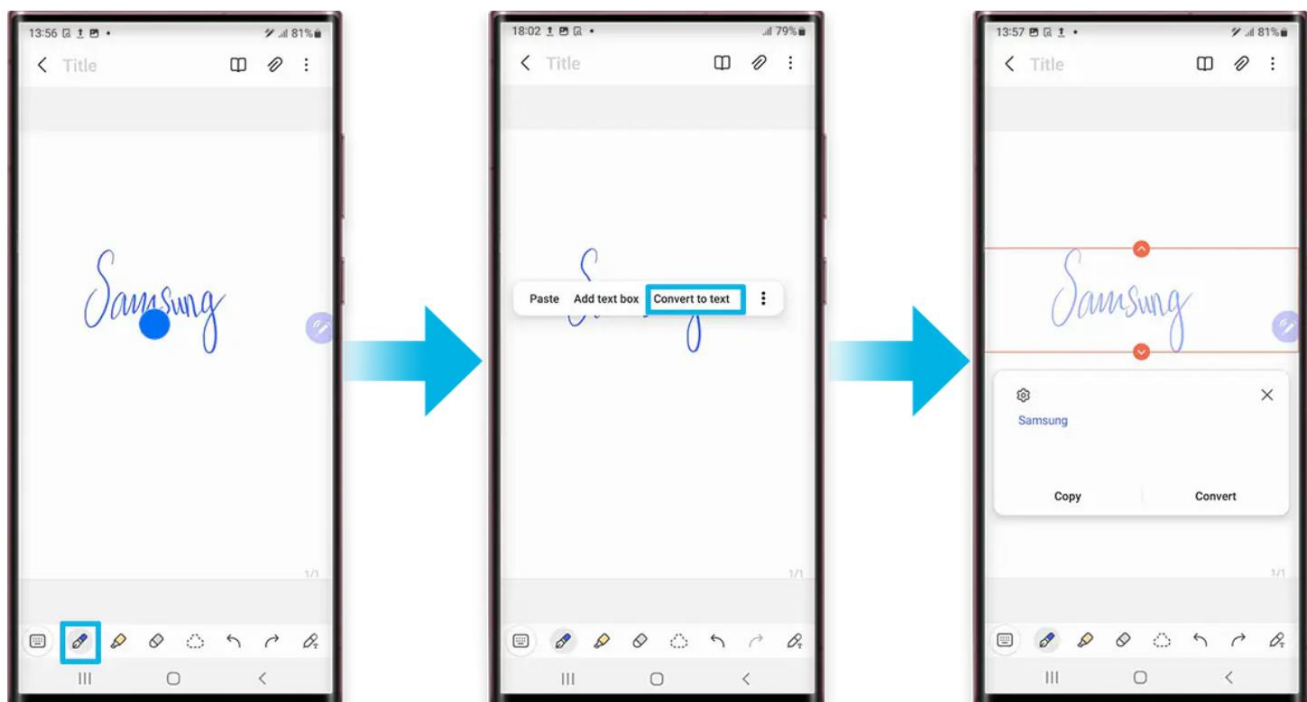 13:56 81%
Title
Samsung
1/1
18:02 79%
Title
Paste Add text box Convert to text
1/1
13:57 81%
Title
Samsung
Samsung
Copy Convert
1/1